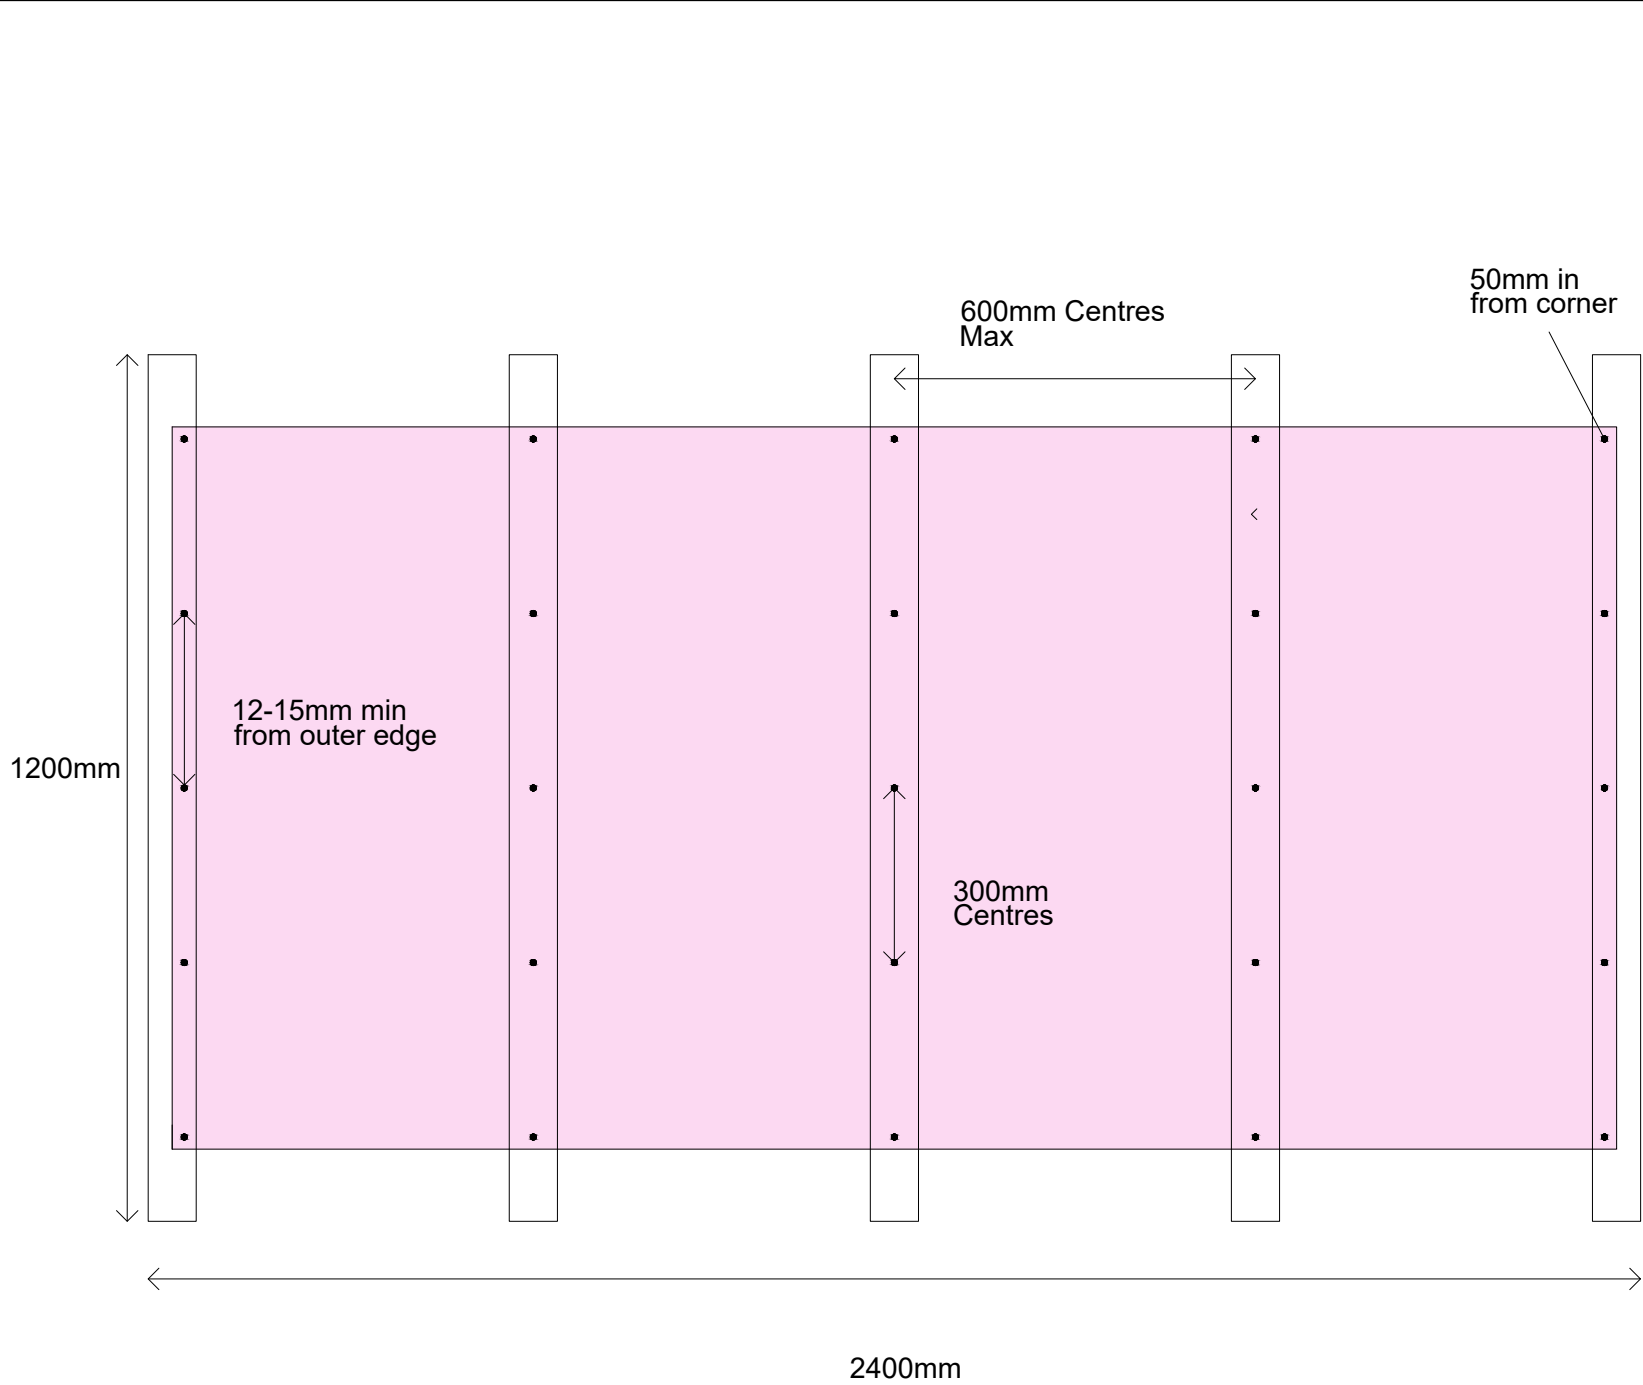 50mm in
from corner
600mm Centres
Max
12-15mm min
from outer edge
1200mm
300mm
Centres
2400mm